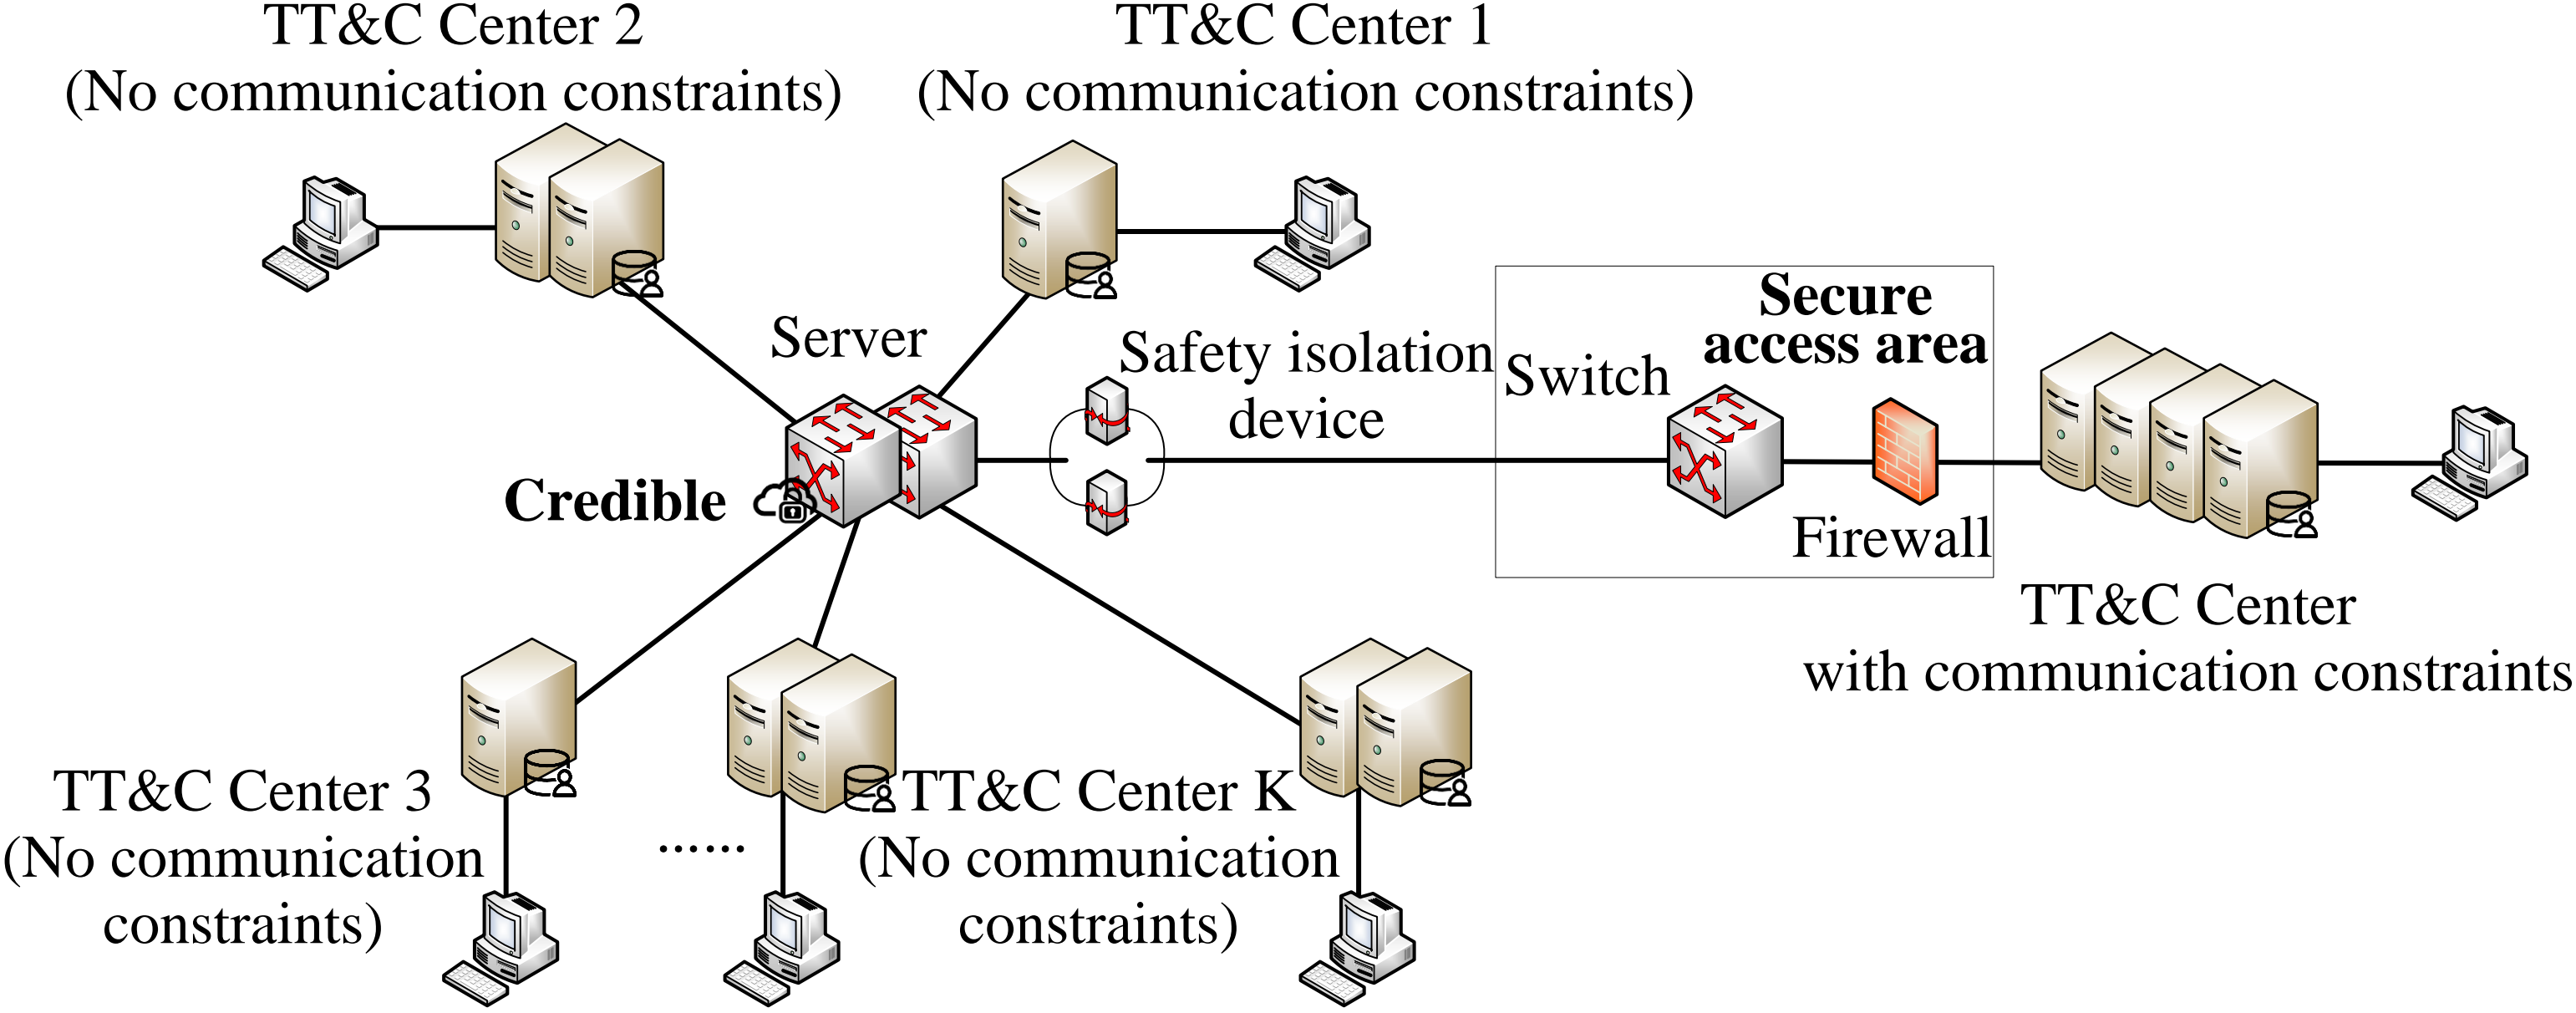 TT&C Center 2
(No communication constraints)
TT&C Center 1
(No communication constraints)
Server
Safety isolation
device
Secure
access area
Switch
Credible
Firewall
TT&C Center
with communication constraints
TT&C Center 3
(No communication
constraints)
......
TT&C Center K
(No communication
constraints)